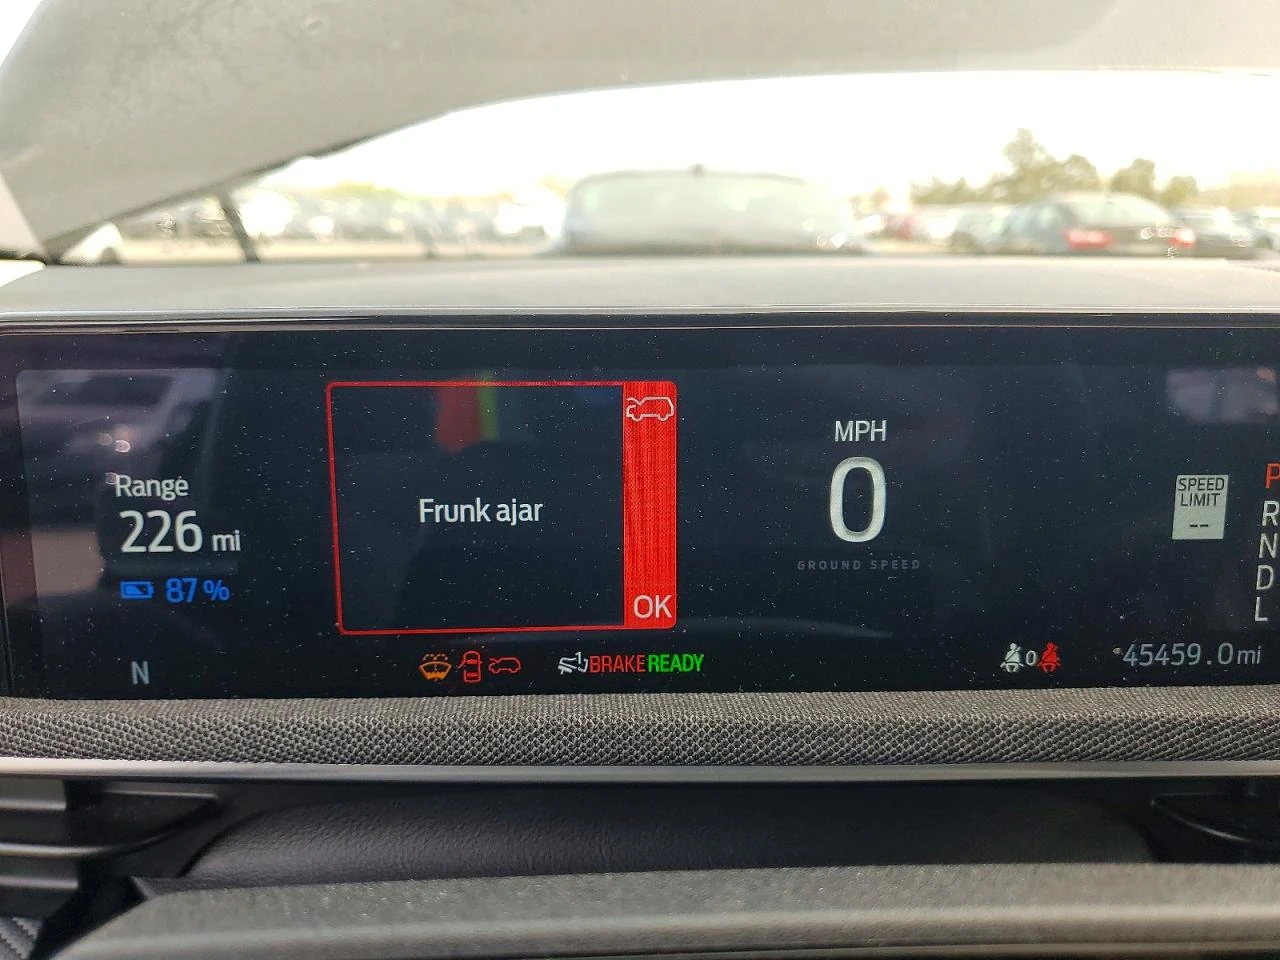 Range
226 mi
87%
N
Frunk ajar
OK
BRAKE READY
MPH
0
GROUND SPEED
SPEED
LIMIT
--
P
R
N
D
L
0
45459.0mi